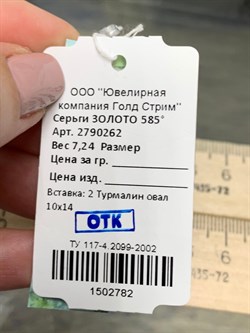 ООО "Ювелирная
компания Голд Стрим"
Серьги ЗОЛОТО 585*
Арт. 2790262
Вес 7,24 Размер
Цена за гр.
Цена изд.
Вставка: 2 Турмалин овал
10х14
ОТК
ТУ 117-4.2099-2002
1502782